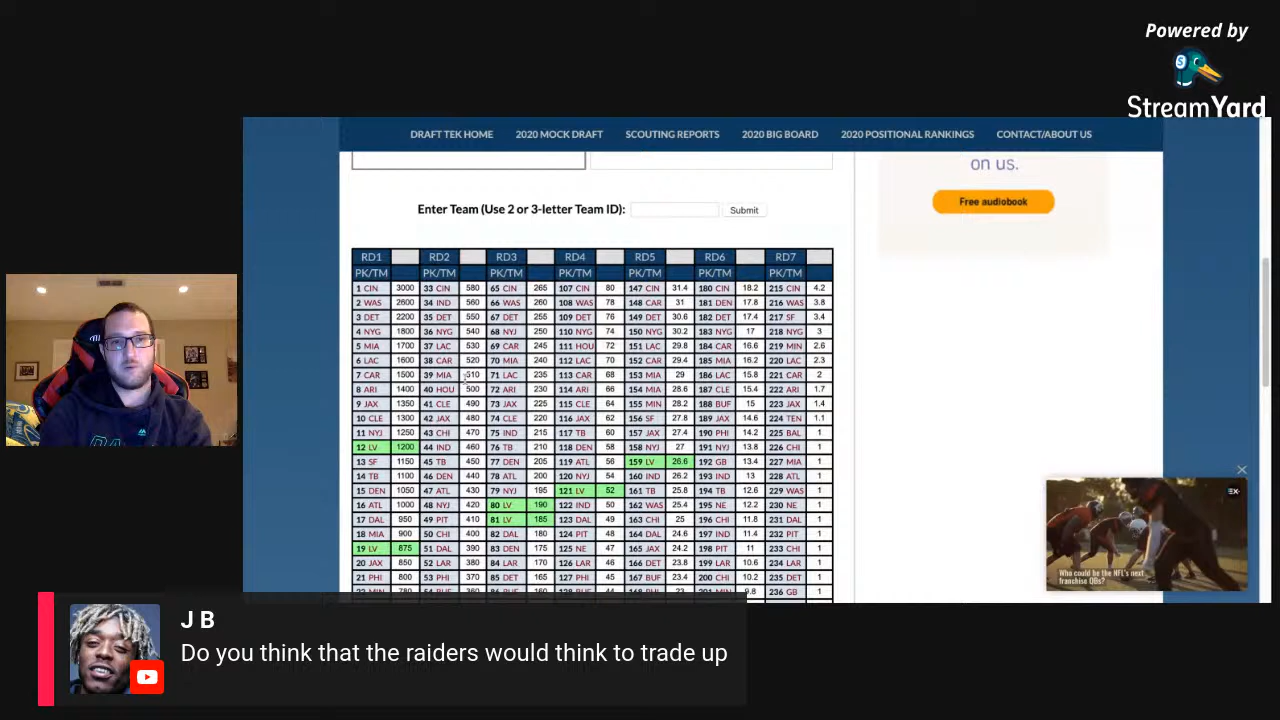 Powered by
StreamYard
DRAFT TEK HOME 2020 MOCK DRAFT SCOUTING REPORTS 2020 BIG BOARD 2020 POSITIONAL RANKINGS CONTACT/ABOUT US
on us.
Free audiobook
Enter Team (Use 2 or 3-letter Team ID): Submit
RD1 RD2 RD3 RD4 RD5 RD6 RD7
PK/TM PK/TM PK/TM PK/TM PK/TM PK/TM PK/TM
1 CIN 3000 33 CIN 580 65 CIN 265 107 CIN 80 147 CIN 31.4 180 CIN 18.2 215 CIN 4.2
2 WAS 2600 34 IND 560 66 WAS 260 108 WAS 78 148 CAR 31 181 DEN 17.8 216 WAS 3.8
3 DET 2200 35 DET 550 67 DET 255 109 DET 76 149 DET 30.6 182 DET 17.4 217 SF 3.4
4 NYG 1800 36 NYG 540 68 NYJ 250 110 NYG 74 150 NYG 30.2 183 NYG 17 218 NYG 3
5 MIA 1700 37 LAC 530 69 CAR 245 111 HOU 72 151 LAC 29.8 184 CAR 16.6 219 MIN 2.6
6 LAC 1600 38 CAR 520 70 MIA 240 112 LAC 70 152 CAR 29.4 185 MIA 16.2 220 LAC 2.3
7 CAR 1500 39 MIA 510 71 LAC 235 113 CAR 68 153 MIA 29 186 LAC 15.8 221 CAR 2
8 ARI 1400 40 HOU 500 72 ARI 230 114 ARI 66 154 MIA 28.6 187 CLE 15.4 222 ARI 1.7
9 JAX 1350 41 CLE 490 73 JAX 225 115 CLE 64 155 MIN 28.2 188 BUF 15 223 JAX 1.4
10 CLE 1300 42 JAX 480 74 CLE 220 116 JAX 62 156 SF 27.8 189 JAX 14.6 224 TEN 1.1
11 NYJ 1250 43 CHI 470 75 IND 215 117 TB 60 157 JAX 27.4 190 PHI 14.2 225 BAL 1
12 LV 1200 44 IND 460 76 TB 210 118 DEN 58 158 NYJ 27 191 NYJ 13.8 226 CHI 1
13 SF 1150 45 TB 450 77 DEN 205 119 ATL 56 159 LV 26.6 192 GB 13.4 227 MIA 1
14 TB 1100 46 DEN 440 78 ATL 200 120 NYJ 54 160 IND 26.2 193 IND 13 228 ATL 1
15 DEN 1050 47 ATL 430 79 NYJ 195 121 LV 52 161 TB 25.8 194 TB 12.6 229 WAS 1
16 ATL 1000 48 NYJ 420 80 LV 190 122 IND 50 162 WAS 25.4 195 NE 12.2 230 NE 1
17 DAL 950 49 PIT 410 81 LV 185 123 DAL 49 163 CHI 25 196 CHI 11.8 231 DAL 1
18 MIA 900 50 CHI 400 82 DAL 180 124 PIT 48 164 DAL 24.6 197 IND 11.4 232 PIT 1
19 LV 875 51 DAL 390 83 DEN 175 125 NE 47 165 JAX 24.2 198 PIT 11 233 CHI 1
20 JAX 850 52 LAR 380 84 LAR 170 126 LAR 46 166 DET 23.8 199 LAR 10.6 234 LAR 1
21 PHI 800 53 PHI 370 85 DET 165 127 PHI 45 167 BUF 23.4 200 CHI 10.2 235 DET 1
9.8 236 GB 1
Who could be the NFL's next
franchise QBs?
J B
Do you think that the raiders would think to trade up